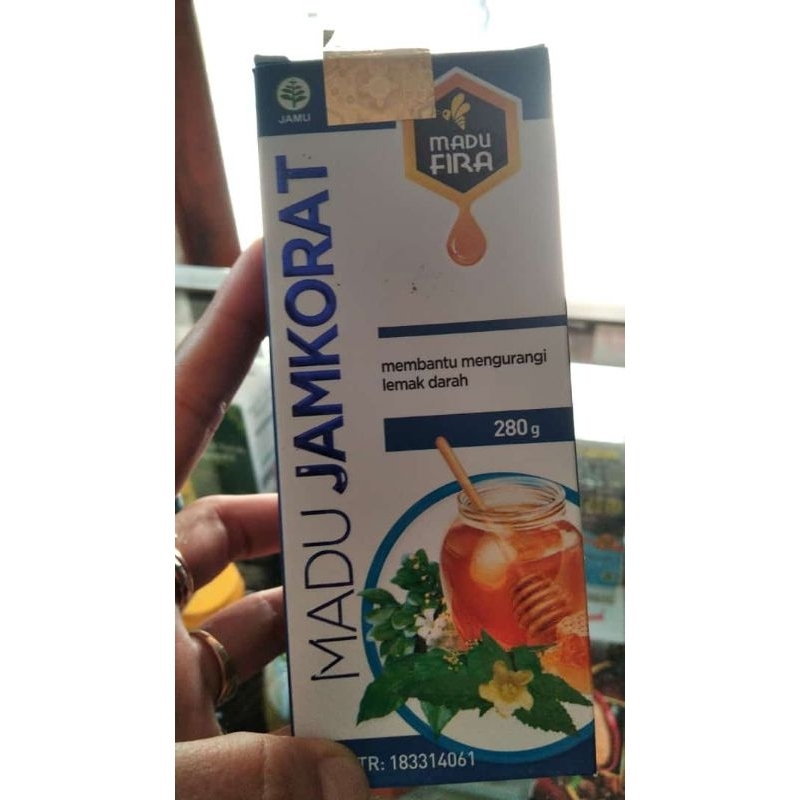 JAMU
MADU
FIRA
MADU JAMKORAT
membantu mengurangi
lemak darah
280 g
TR: 183314061